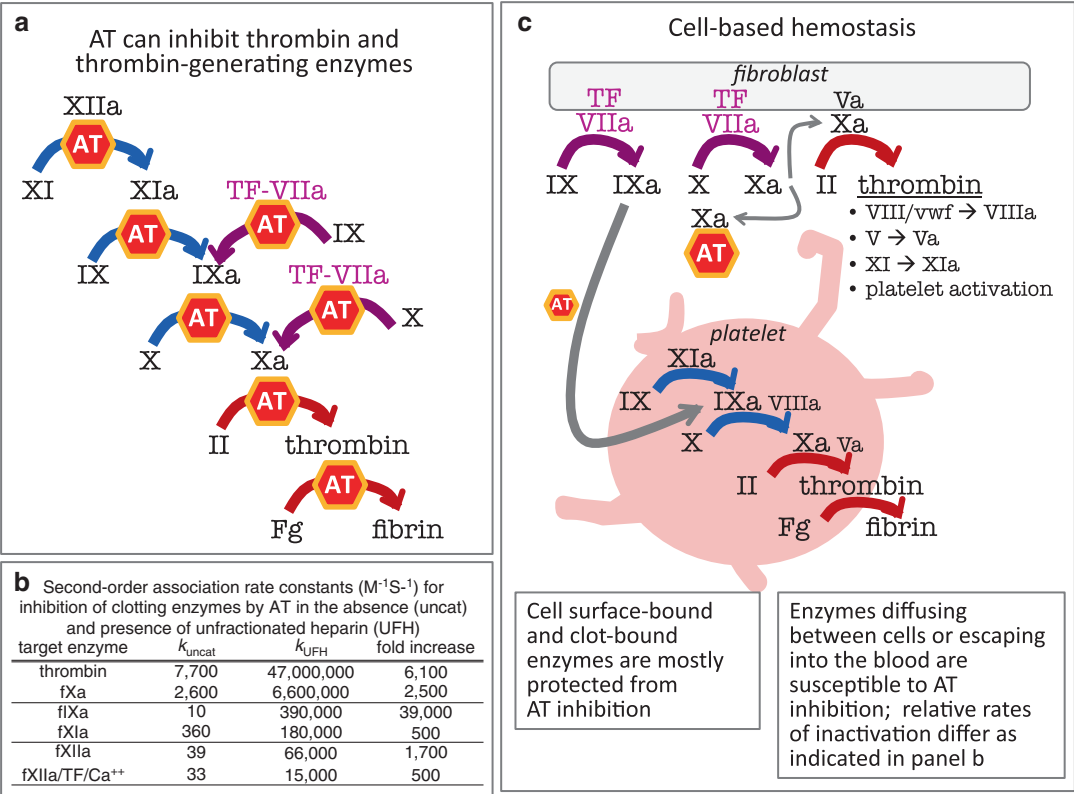 a
AT can inhibit thrombin and
thrombin-generating enzymes
XIIa
AT
XI
XIa
TF-VIIa
AT
AT
IX
IX
IXa
TF-VIIa
AT
AT
X
X
Xa
AT
II
thrombin
AT
Fg
fibrin
b
Second-order association rate constants (M-1S-1) for
inhibition of clotting enzymes by AT in the absence (uncat)
and presence of unfractionated heparin (UFH)
target enzyme kuncat kUFH fold increase
thrombin 7,700 47,000,000 6,100
fXa 2,600 6,600,000 2,500
fIXa 10 390,000 39,000
fXIa 360 180,000 500
fXIIa 39 66,000 1,700
fXIIa/TF/Ca++ 33 15,000 500
c
Cell-based hemostasis
fibroblast
TF TF Va
VIIa VIIa Xa
IX IXa X Xa II thrombin
• VIII/vwf → VIIIa
• V → Va
• XI → XIa
• platelet activation
Xa
AT
AT
platelet
XIa
IX IXa VIIIa
X Xa Va
II thrombin
Fg fibrin
Cell surface-bound
and clot-bound
enzymes are mostly
protected from
AT inhibition
Enzymes diffusing
between cells or escaping
into the blood are
susceptible to AT
inhibition; relative rates
of inactivation differ as
indicated in panel b